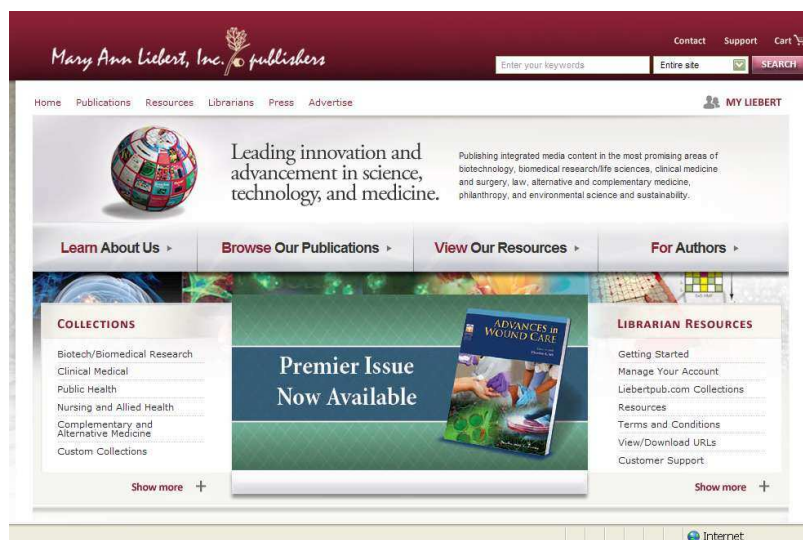 Contact Support Cart
Mary Ann Liebert, Inc. publishers
Enter your keywords Entire site SEARCH
Home Publications Resources Librarians Press Advertise MY LIEBERT
Leading innovation and
advancement in science,
technology, and medicine.
Publishing integrated media content in the most promising areas of
biotechnology, biomedical research/life sciences, clinical medicine
and surgery, law, alternative and complementary medicine,
philanthropy, and environmental science and sustainability.
Learn About Us Browse Our Publications View Our Resources For Authors
COLLECTIONS
Biotech/Biomedical Research
Clinical Medical
Public Health
Nursing and Allied Health
Complementary and
Alternative Medicine
Custom Collections
Show more +
Premier Issue
Now Available
ADVANCES in
WOUND CARE
LIBRARIAN RESOURCES
Getting Started
Manage Your Account
Liebertpub.com Collections
Resources
Terms and Conditions
View/Download URLs
Customer Support
Show more +
Internet